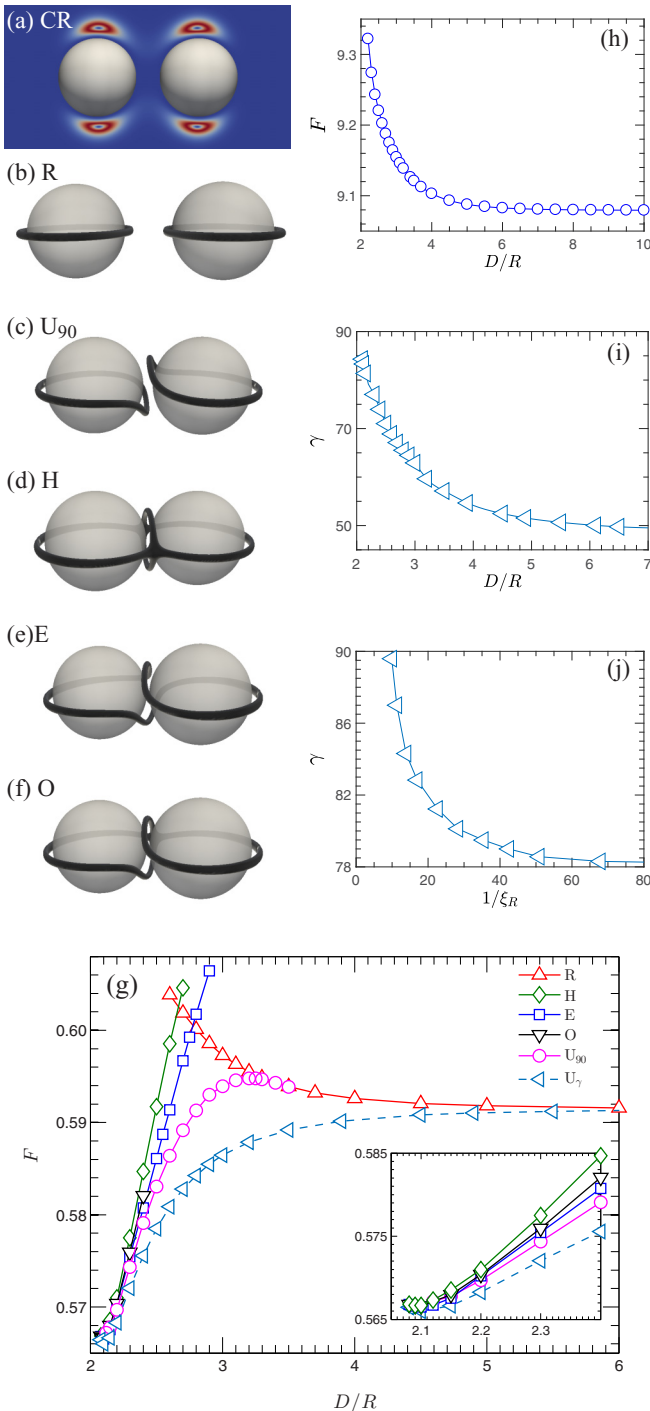 (a) CR
(b) R
(c) U90
(d) H
(e)E
(f) O
(h)
F
9.3
9.2
9.1
2
4
6
8
10
D/R
(i)
γ
90
70
50
2
3
4
5
6
7
D/R
(j)
γ
90
86
82
78
0
20
40
60
80
1/ξR
(g)
F
0.60
0.59
0.58
0.57
2
3
4
5
6
D/R
R
H
E
O
U90
Uγ
0.585
0.575
0.565
2.1
2.2
2.3